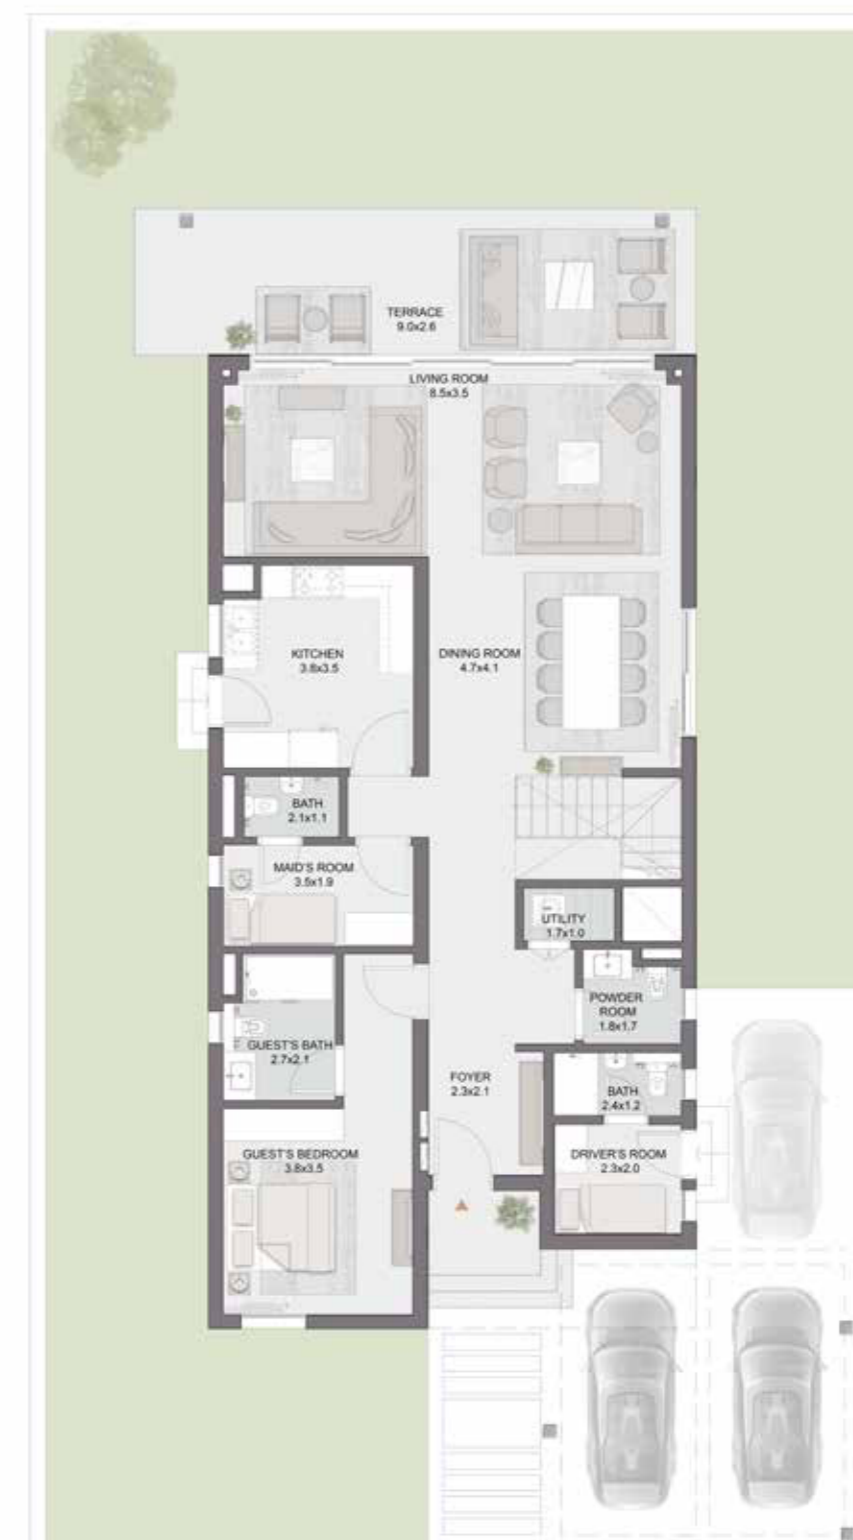 TERRACE
9.0x2.6
LIVING ROOM
8.5x3.5
KITCHEN
3.8x3.5
DINING ROOM
4.7x4.1
BATH
2.1x1.1
MAID'S ROOM
3.5x1.9
UTILITY
1.7x1.0
POWDER
ROOM
1.8x1.7
GUEST'S BATH
2.7x2.1
FOYER
2.3x2.1
BATH
2.4x1.2
GUEST'S BEDROOM
3.8x3.5
DRIVER'S ROOM
2.3x2.0